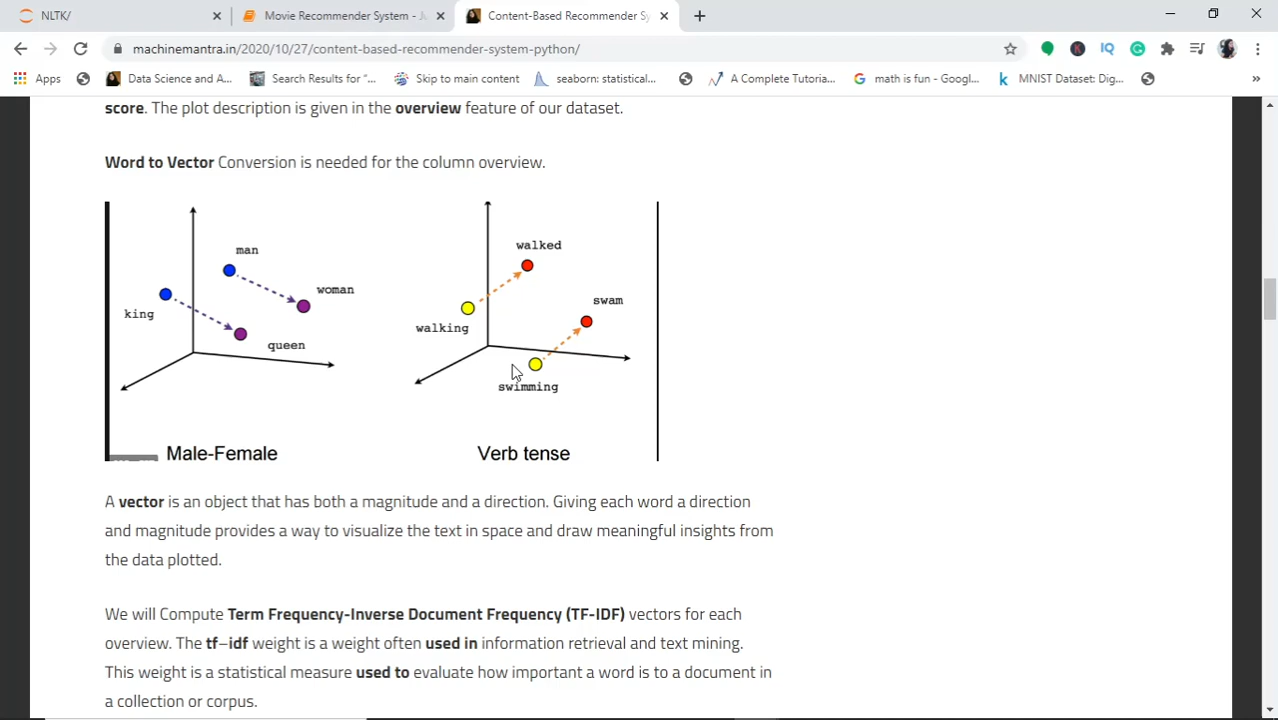 NLTK/
Movie Recommender System - Ju
Content-Based Recommender Sy
machinemantra.in/2020/10/27/content-based-recommender-system-python/
Apps
Data Science and A...
Search Results for "...
Skip to main content
seaborn: statistical...
A Complete Tutoria...
math is fun - Googl...
MNIST Dataset: Dig...
score. The plot description is given in the overview feature of our dataset.
Word to Vector Conversion is needed for the column overview.
man
woman
king
queen
walked
swam
walking
swimming
Male-Female
Verb tense
A vector is an object that has both a magnitude and a direction. Giving each word a direction
and magnitude provides a way to visualize the text in space and draw meaningful insights from
the data plotted.
We will Compute Term Frequency-Inverse Document Frequency (TF-IDF) vectors for each
overview. The tf–idf weight is a weight often used in information retrieval and text mining.
This weight is a statistical measure used to evaluate how important a word is to a document in
a collection or corpus.